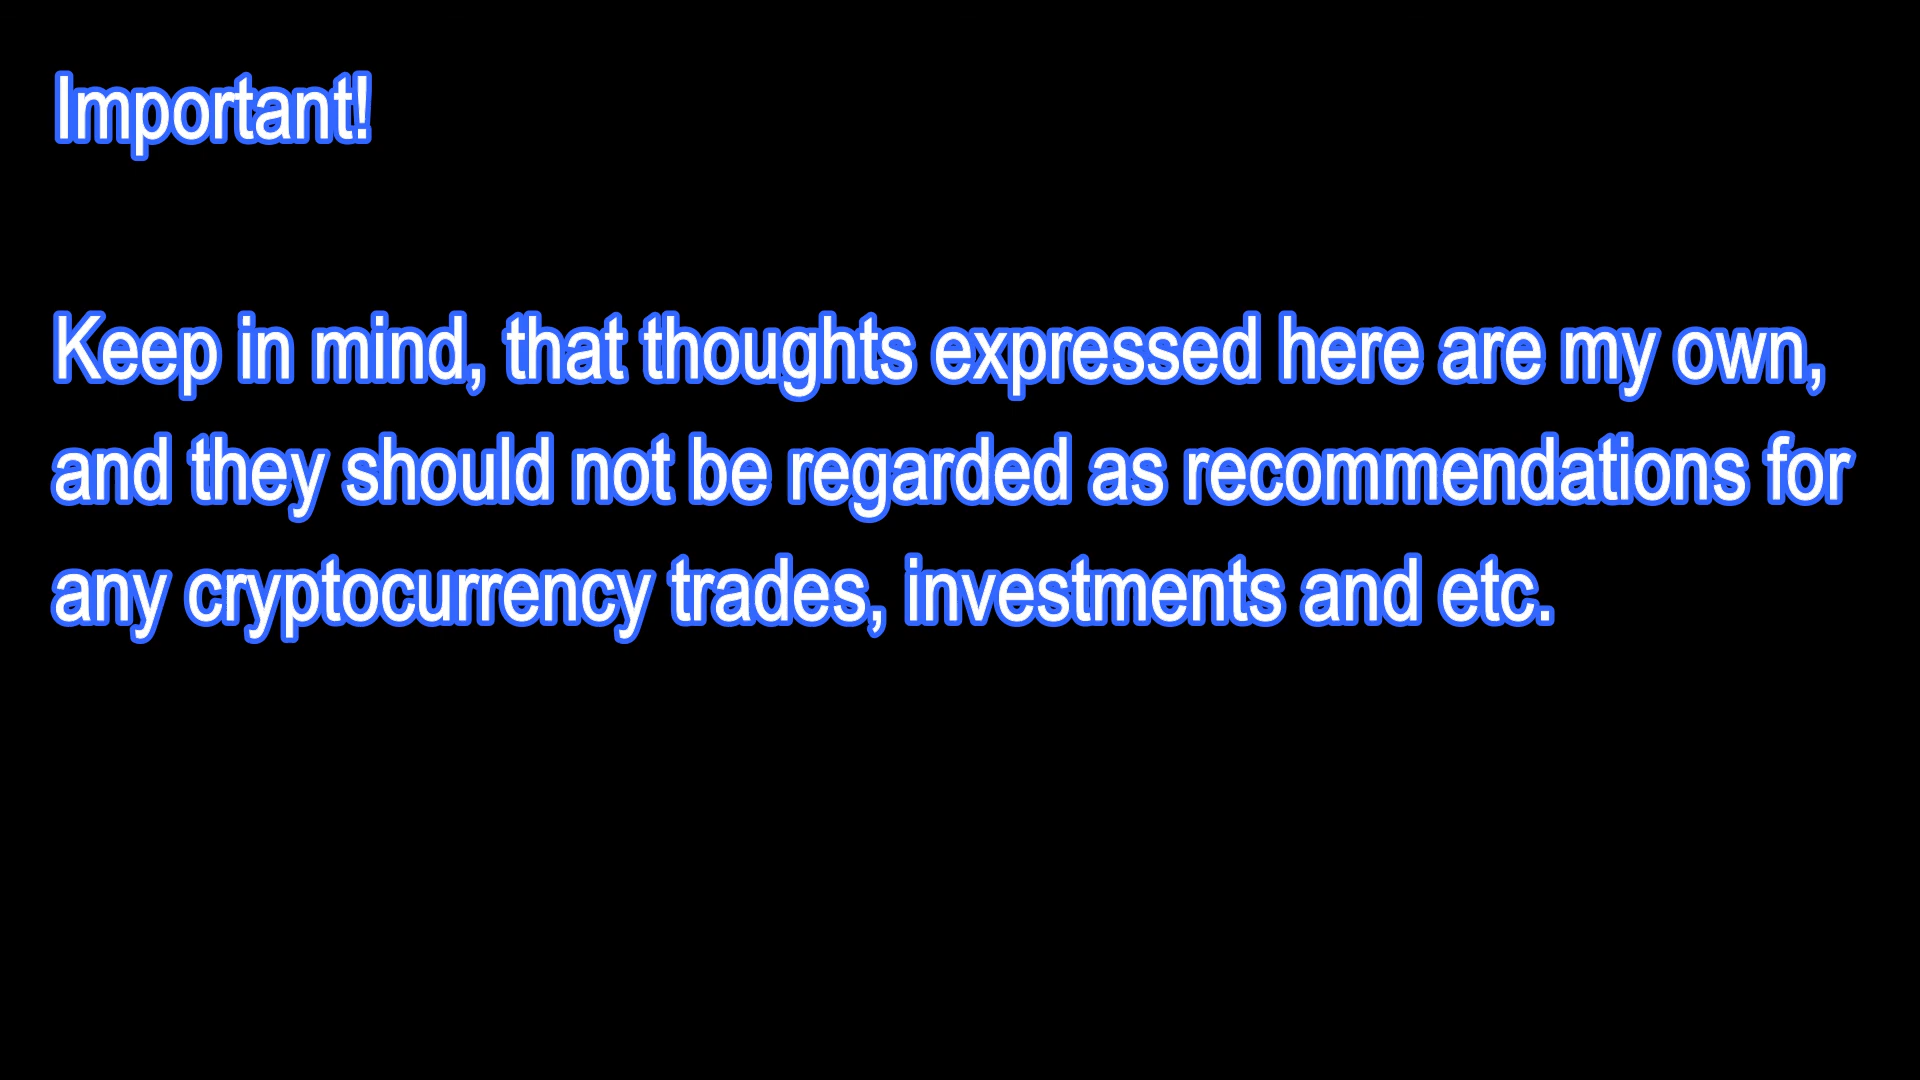 Important!
Keep in mind, that thoughts expressed here are my own,
and they should not be regarded as recommendations for
any cryptocurrency trades, investments and etc.